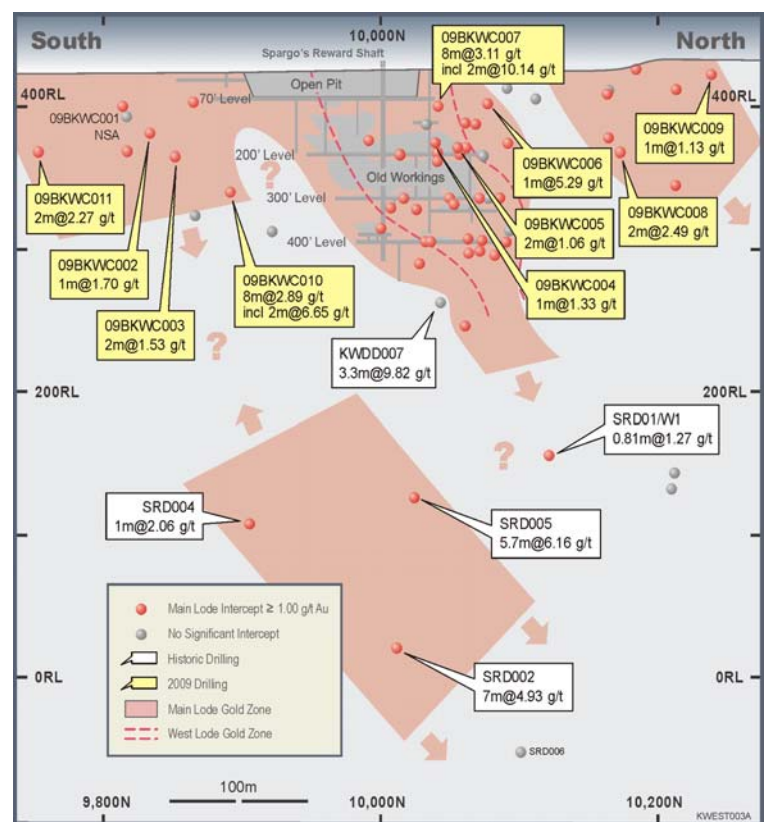 South
10,000N
North
Spargo's Reward Shaft
Open Pit
09BKWC007
8m@3.11 g/t
incl 2m@10.14 g/t
400RL
400RL
70' Level
09BKWC001
NSA
09BKWC009
1m@1.13 g/t
200' Level
09BKWC006
1m@5.29 g/t
Old Workings
?
09BKWC011
2m@2.27 g/t
300' Level
09BKWC005
2m@1.06 g/t
09BKWC008
2m@2.49 g/t
400' Level
09BKWC002
1m@1.70 g/t
09BKWC010
8m@2.89 g/t
incl 2m@6.65 g/t
09BKWC004
1m@1.33 g/t
09BKWC003
2m@1.53 g/t
?
KWDD007
3.3m@9.82 g/t
200RL
200RL
SRD01/W1
0.81m@1.27 g/t
?
SRD004
1m@2.06 g/t
SRD005
5.7m@6.16 g/t
Main Lode Intercept ≥ 1.00 g/t Au
No Significant Intercept
Historic Drilling
2009 Drilling
Main Lode Gold Zone
West Lode Gold Zone
0RL
0RL
SRD002
7m@4.93 g/t
SRD006
100m
9,800N
10,000N
10,200N
KWEST003A